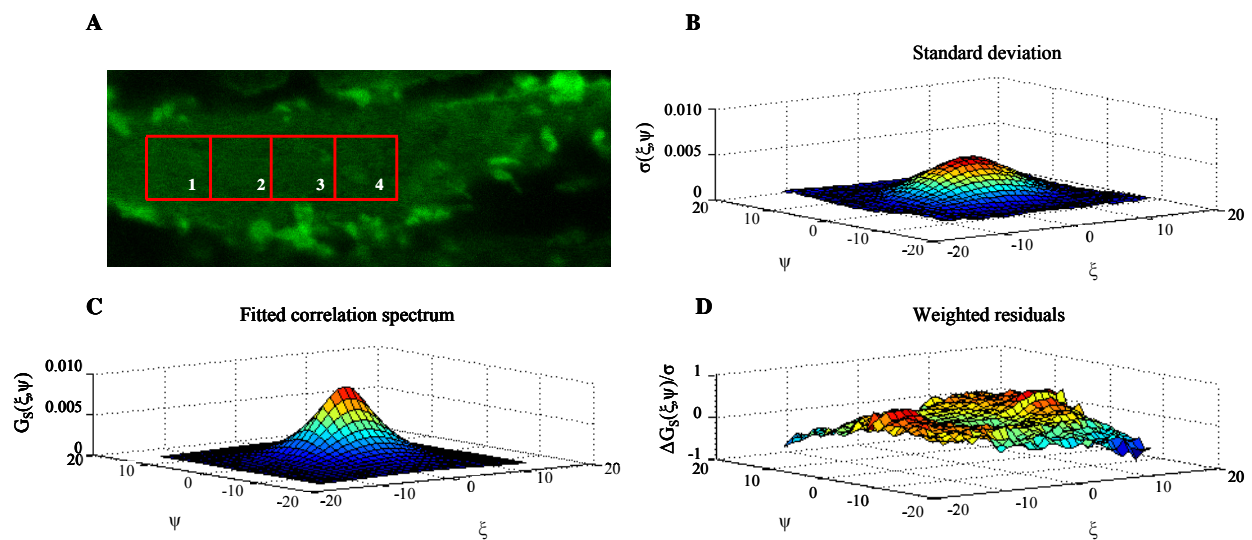 A
1
2
3
4
B
Standard deviation
0.010
0.005
0
σ(ξ,ψ)
20
10
0
-10
-20
ψ
-20
-10
0
10
20
ξ
C
Fitted correlation spectrum
0.010
0.005
0
G_S(ξ,ψ)
20
10
0
-10
-20
ψ
-20
-10
0
10
20
ξ
D
Weighted residuals
1
0
-1
ΔG_S(ξ,ψ)/σ
20
10
0
-10
-20
ψ
-20
-10
0
10
20
ξ